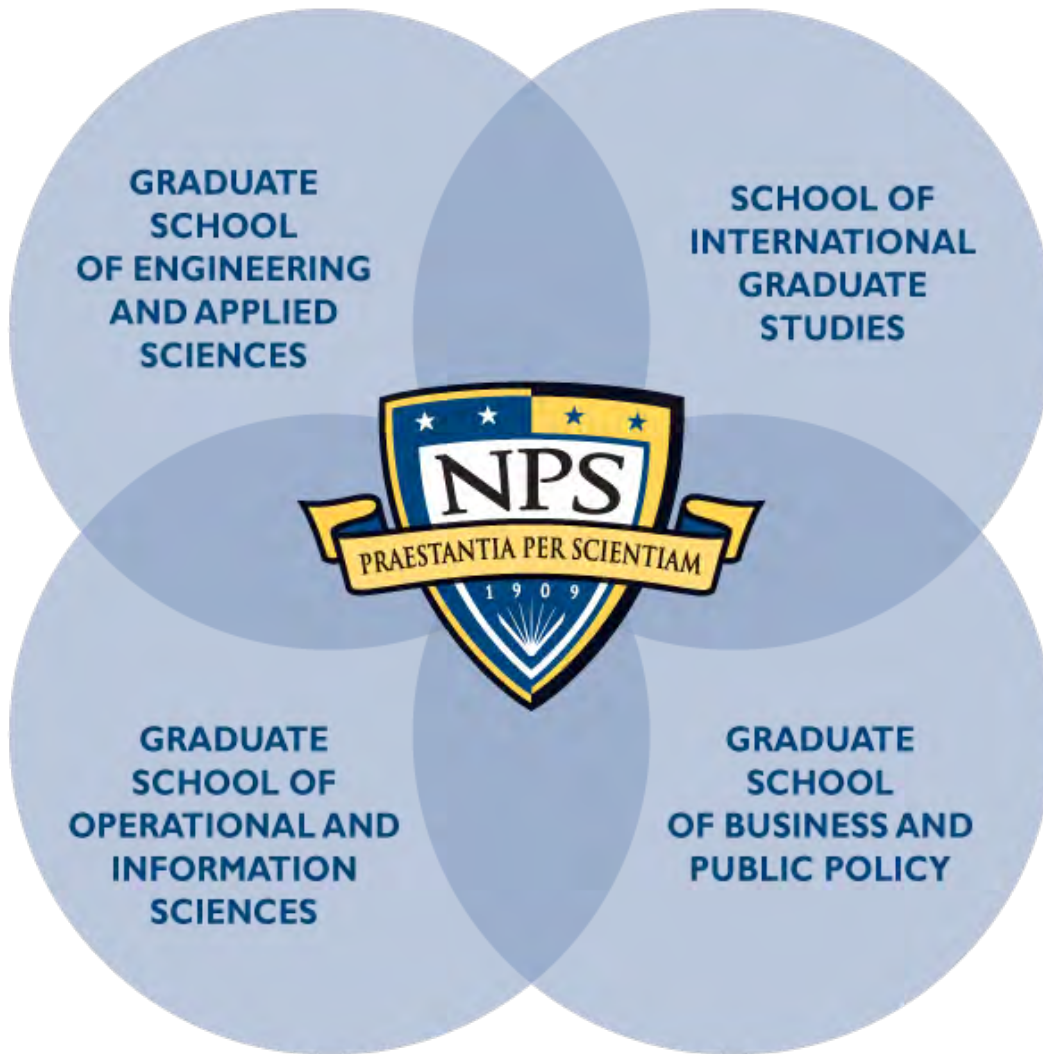 GRADUATE
SCHOOL
OF ENGINEERING
AND APPLIED
SCIENCES
SCHOOL OF
INTERNATIONAL
GRADUATE
STUDIES
NPS
PRAESTANTIA PER SCIENTIAM
1909
GRADUATE
SCHOOL OF
OPERATIONAL AND
INFORMATION
SCIENCES
GRADUATE
SCHOOL
OF BUSINESS AND
PUBLIC POLICY